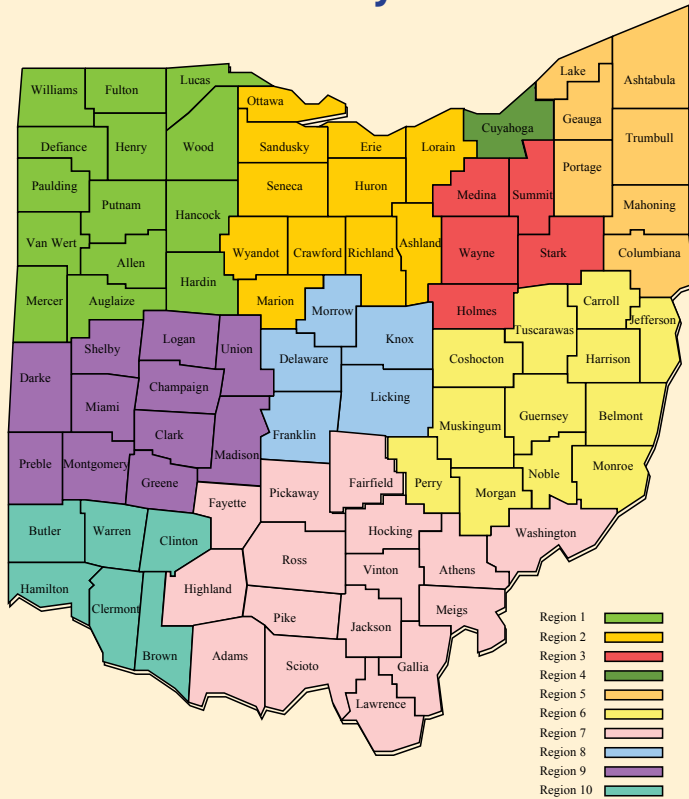 Lake
Ashtabula
Lucas
Williams
Fulton
Ottawa
Geauga
Cuyahoga
Trumbull
Defiance
Henry
Wood
Sandusky
Erie
Lorain
Portage
Paulding
Seneca
Huron
Medina
Summit
Putnam
Hancock
Mahoning
Van Wert
Allen
Wyandot
Crawford
Richland
Ashland
Wayne
Stark
Columbiana
Hardin
Mercer
Auglaize
Marion
Morrow
Holmes
Carroll
Jefferson
Tuscarawas
Shelby
Logan
Union
Knox
Delaware
Coshocton
Harrison
Darke
Champaign
Licking
Miami
Guernsey
Belmont
Muskingum
Clark
Franklin
Madison
Preble
Montgomery
Greene
Pickaway
Fairfield
Perry
Noble
Monroe
Morgan
Fayette
Butler
Warren
Clinton
Hocking
Washington
Ross
Vinton
Athens
Hamilton
Highland
Clermont
Meigs
Pike
Jackson
Brown
Adams
Scioto
Gallia
Lawrence
Region 1
Region 2
Region 3
Region 4
Region 5
Region 6
Region 7
Region 8
Region 9
Region 10